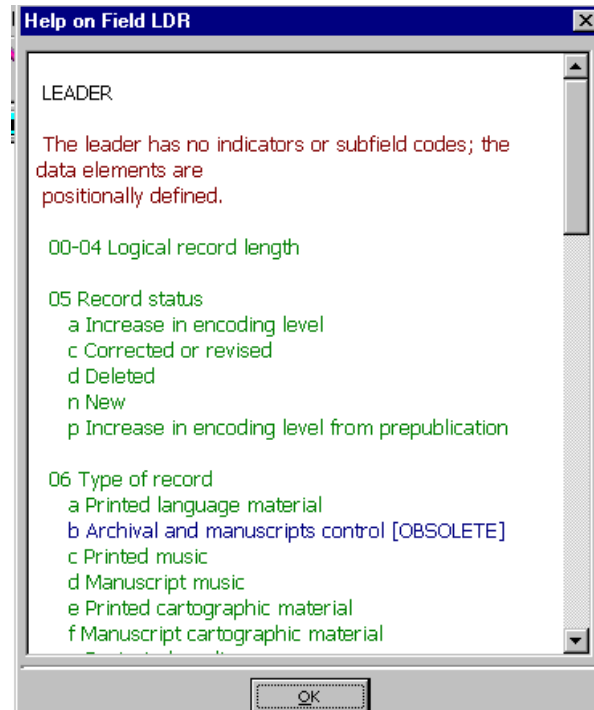 Help on Field LDR
LEADER
The leader has no indicators or subfield codes; the
data elements are
positionally defined.
00-04 Logical record length
05 Record status
a Increase in encoding level
c Corrected or revised
d Deleted
n New
p Increase in encoding level from prepublication
06 Type of record
a Printed language material
b Archival and manuscripts control [OBSOLETE]
c Printed music
d Manuscript music
e Printed cartographic material
f Manuscript cartographic material
OK